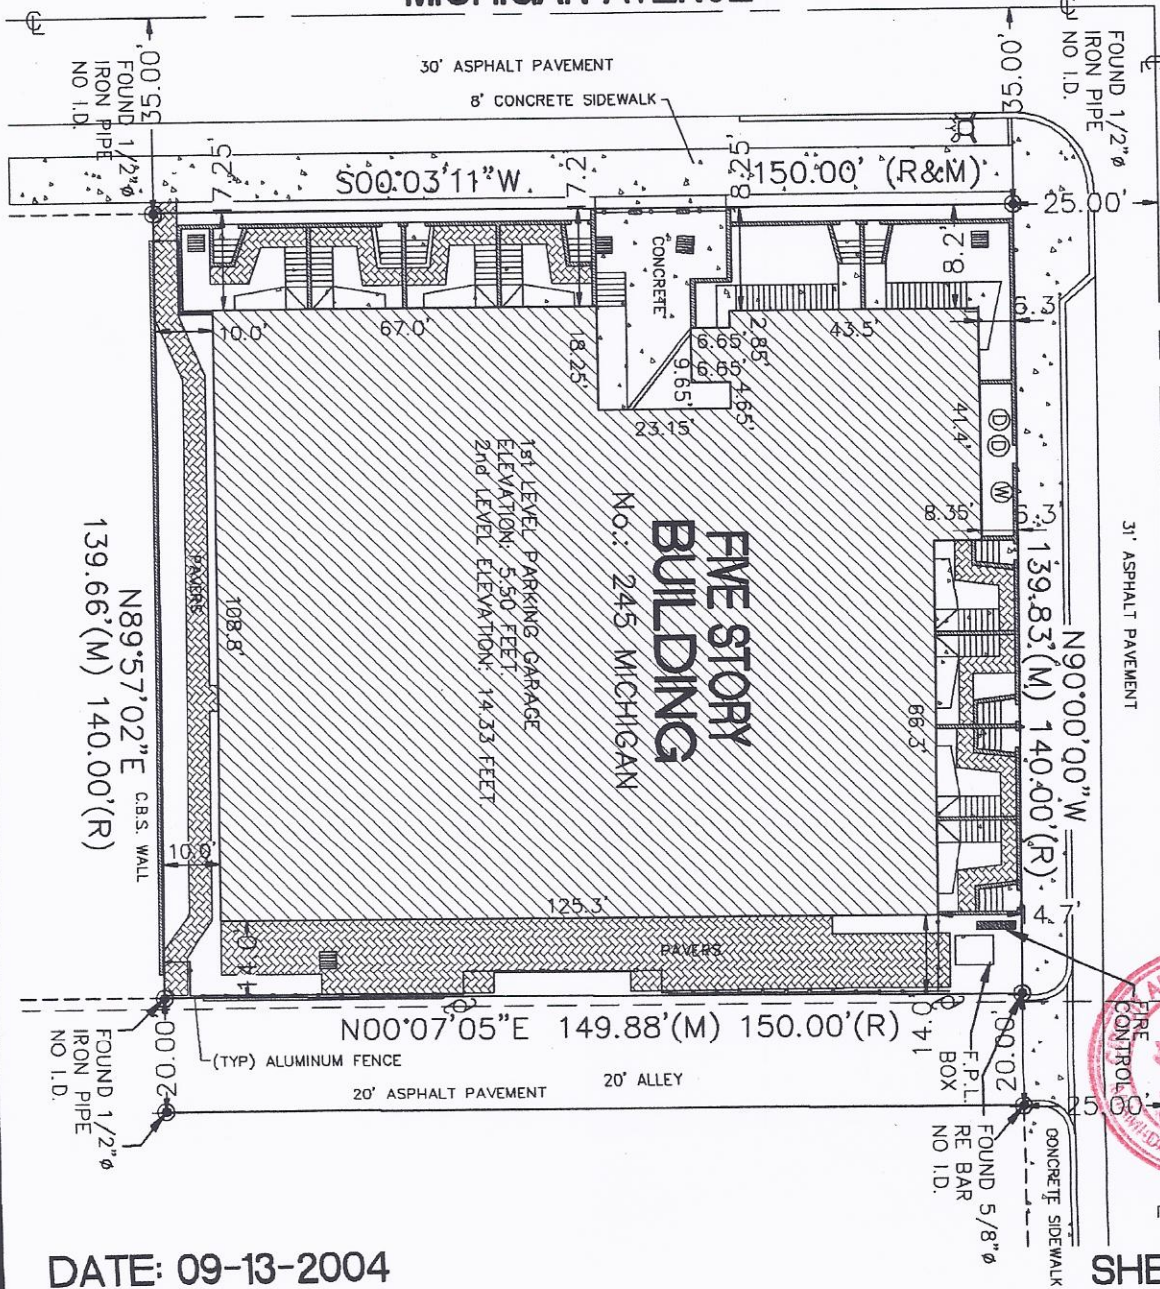 MICHIGAN AVENUE
30' ASPHALT PAVEMENT
8' CONCRETE SIDEWALK
35.00'
FOUND 1/2"ø
IRON PIPE
NO I.D.
35.00'
FOUND 1/2"ø
IRON PIPE
NO I.D.
S00°03'11"W
150.00' (R&M)
25.00'
17.25'
17.2'
18.25'
CONCRETE
10.0'
67.0'
18.25'
6.65'
2.85'
6.65'
9.65'
4.65'
23.15'
43.5'
6.3'
41.4'
D D W
8.35'
6.3'
31' ASPHALT PAVEMENT
N90°00'00"W
139.83'(M) 140.00'(R)
FIVE STORY
BUILDING
No.: 245 MICHIGAN
1st LEVEL PARKING GARAGE
ELEVATION: 5.50 FEET.
2nd LEVEL ELEVATION: 14.33 FEET
PAVERS
108.8'
N89°57'02"E
C.B.S. WALL
139.66'(M) 140.00'(R)
66.3'
10.0'
125.3'
14.7'
PAVERS
14.0'
14.0'
N00°07'05"E 149.88'(M) 150.00'(R)
(TYP) ALUMINUM FENCE
20' ASPHALT PAVEMENT
20' ALLEY
20.00'
FOUND 1/2"ø
IRON PIPE
NO I.D.
F.P.L.
BOX
20.00'
FIRE
CONTROL
25.00'
FOUND 5/8"ø
RE BAR
NO I.D.
CONCRETE SIDEWALK
DATE: 09-13-2004
SHE